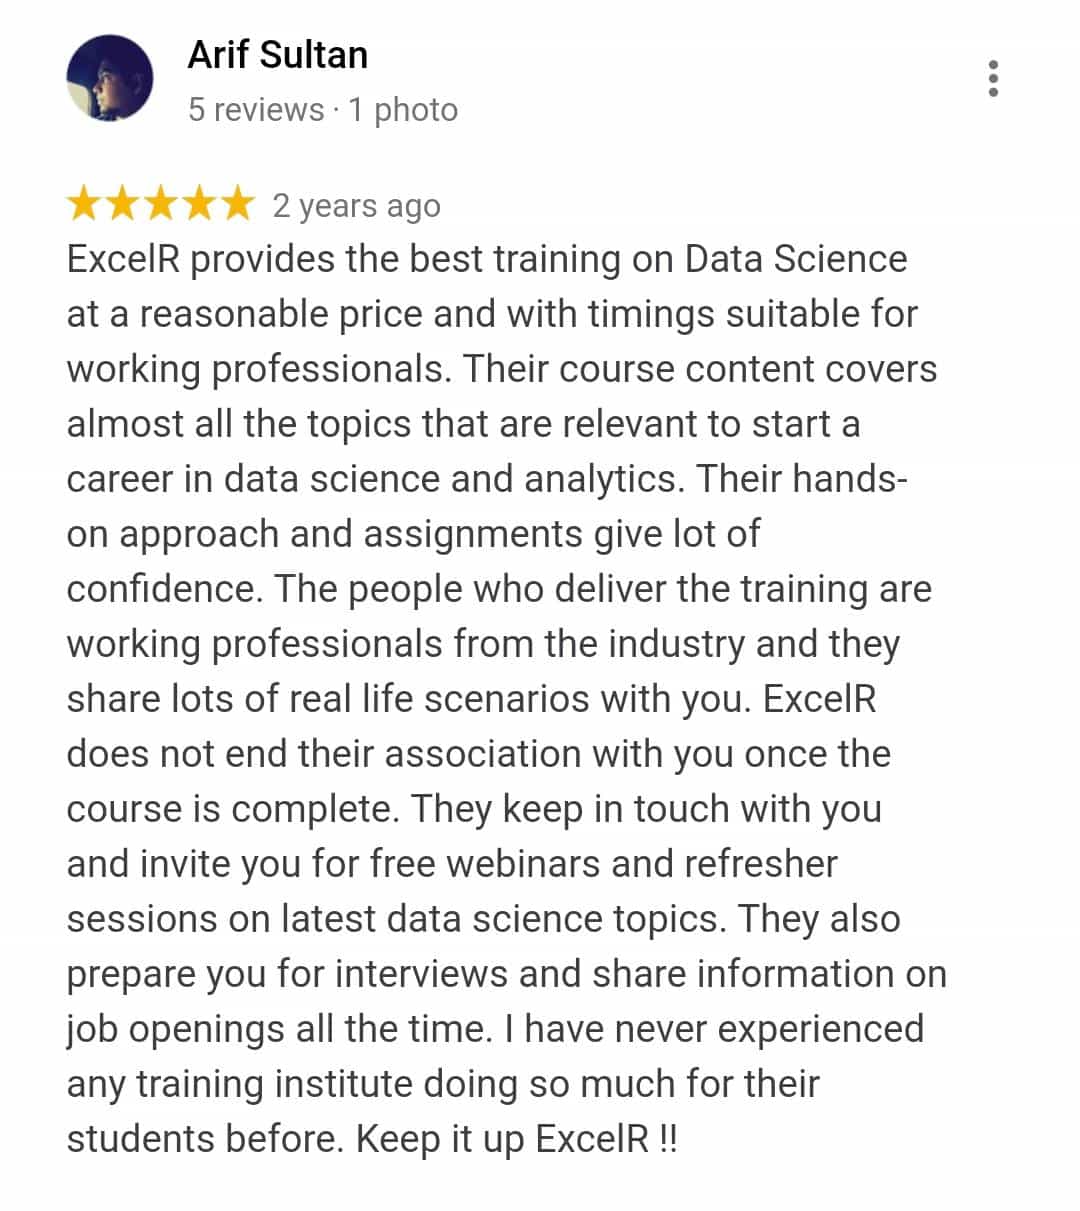 Arif Sultan
5 reviews · 1 photo
2 years ago
ExcelR provides the best training on Data Science
at a reasonable price and with timings suitable for
working professionals. Their course content covers
almost all the topics that are relevant to start a
career in data science and analytics. Their hands-
on approach and assignments give lot of
confidence. The people who deliver the training are
working professionals from the industry and they
share lots of real life scenarios with you. ExcelR
does not end their association with you once the
course is complete. They keep in touch with you
and invite you for free webinars and refresher
sessions on latest data science topics. They also
prepare you for interviews and share information on
job openings all the time. I have never experienced
any training institute doing so much for their
students before. Keep it up ExcelR !!